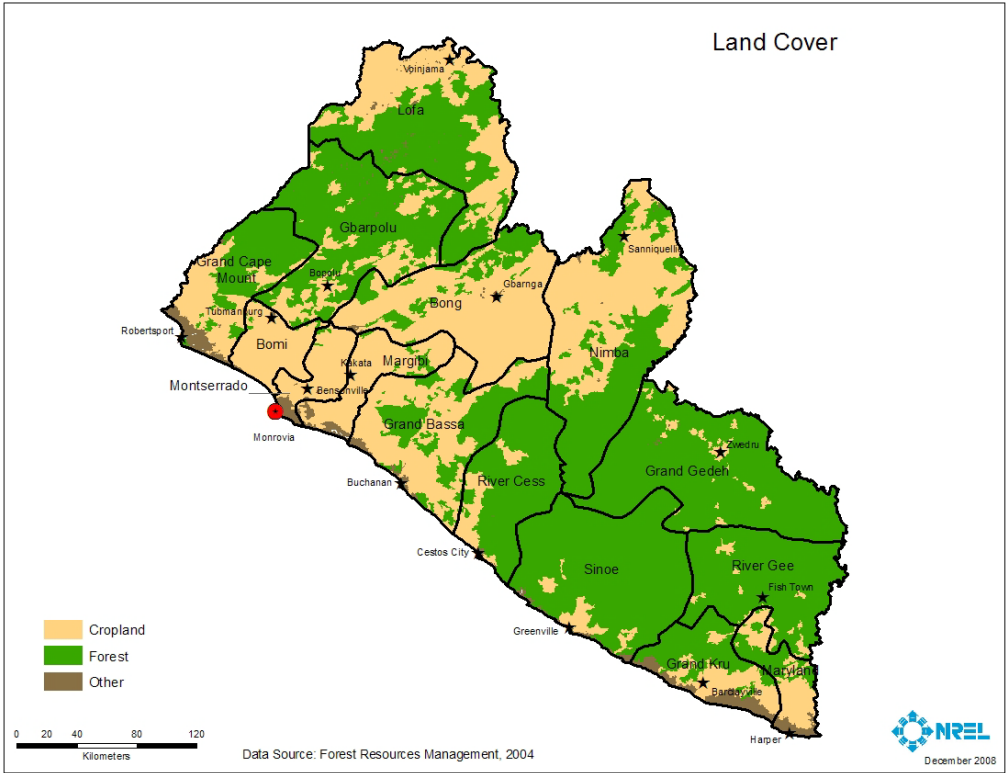 Land Cover
Voinjama
Lofa
Gbarpolu
Sanniquellie
Grand Cape
Mount
Bopolu
Gbarnga
Bong
Tubmanburg
Robertsport
Bomi
Nimba
Kakata
Margibi
Montserrado
Bensonville
Monrovia
Grand Bassa
Zwedru
Grand Gedeh
Buchanan
River Cess
Cestos City
Sinoe
River Gee
Fish Town
Greenville
Grand Kru
Maryland
Barclayville
Harper
Cropland
Forest
Other
0 20 40 80 120
Kilometers
Data Source: Forest Resources Management, 2004
NREL
December 2008